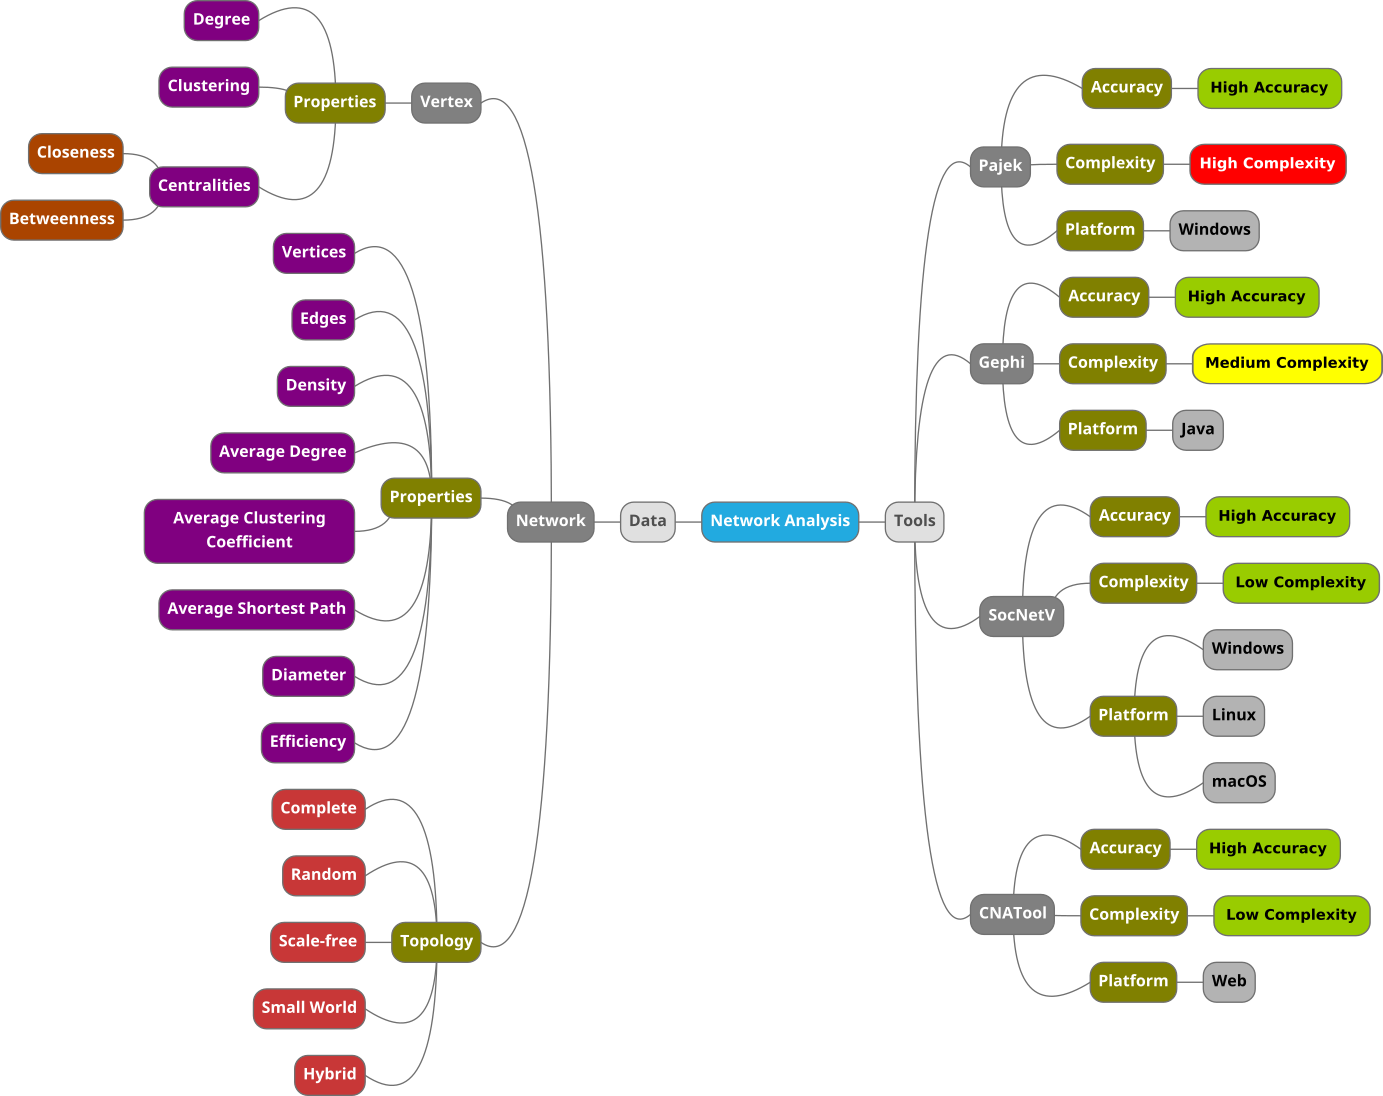 Network Analysis
Data
Network
Vertex
Properties
Degree
Clustering
Centralities
Closeness
Betweenness
Properties
Vertices
Edges
Density
Average Degree
Average Clustering
Coefficient
Average Shortest Path
Diameter
Efficiency
Topology
Complete
Random
Scale-free
Small World
Hybrid
Tools
Pajek
Accuracy
High Accuracy
Complexity
High Complexity
Platform
Windows
Gephi
Accuracy
High Accuracy
Complexity
Medium Complexity
Platform
Java
SocNetV
Accuracy
High Accuracy
Complexity
Low Complexity
Platform
Windows
Linux
macOS
CNATool
Accuracy
High Accuracy
Complexity
Low Complexity
Platform
Web